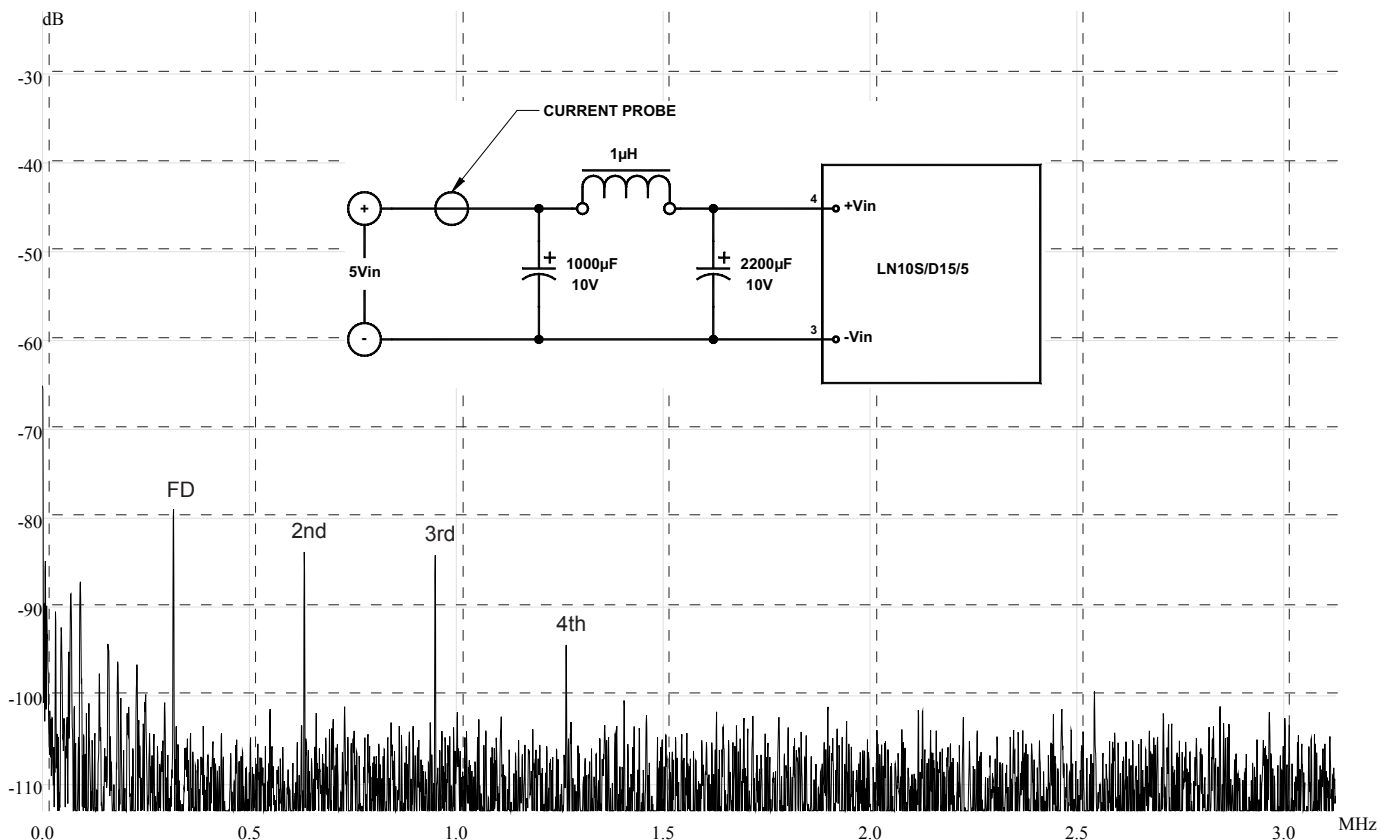 dB
-30
CURRENT PROBE
-40
1µH
4
+Vin
+
-50
5Vin
+
1000µF
10V
+
2200µF
10V
LN10S/D15/5
3
-Vin
-
-60
-70
FD
-80
2nd
3rd
-90
4th
-100
-110
0.0 0.5 1.0 1.5 2.0 2.5 3.0 MHz